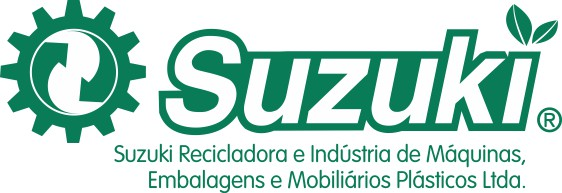 Suzuki®
Suzuki Recicladora e Indústria de Máquinas,
Embalagens e Mobiliários Plásticos Ltda.